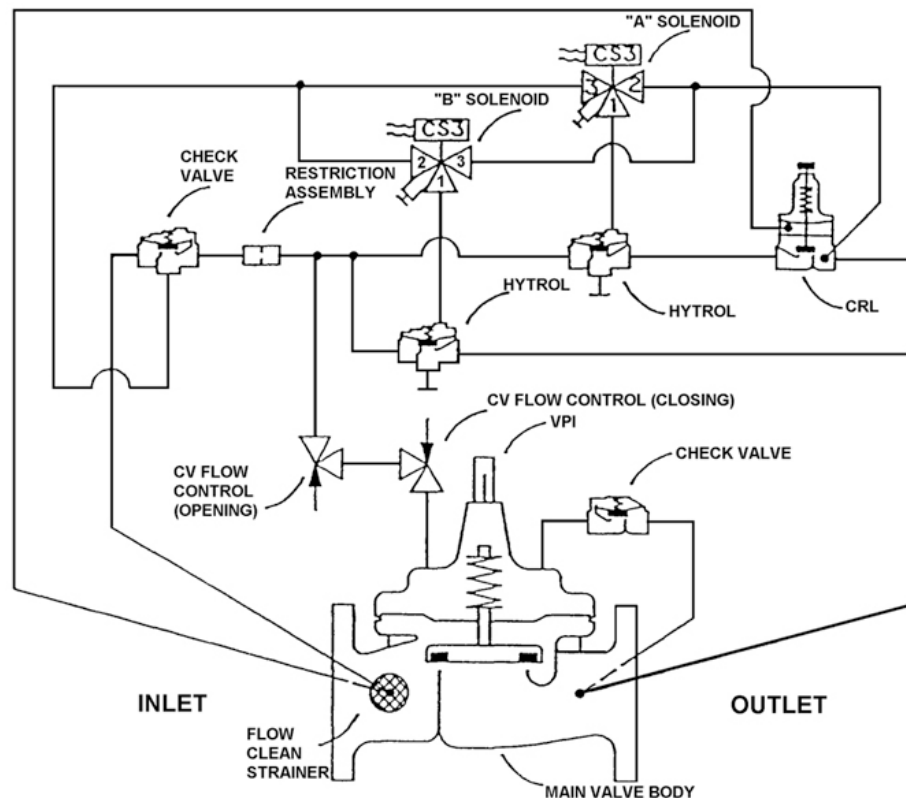 "A" SOLENOID
CS3
3 2
1
"B" SOLENOID
CS3
2 3
1
CHECK
VALVE
RESTRICTION
ASSEMBLY
HYTROL
HYTROL
CRL
CV FLOW CONTROL (CLOSING)
VPI
CHECK VALVE
CV FLOW
CONTROL
(OPENING)
INLET
OUTLET
FLOW
CLEAN
STRAINER
MAIN VALVE BODY